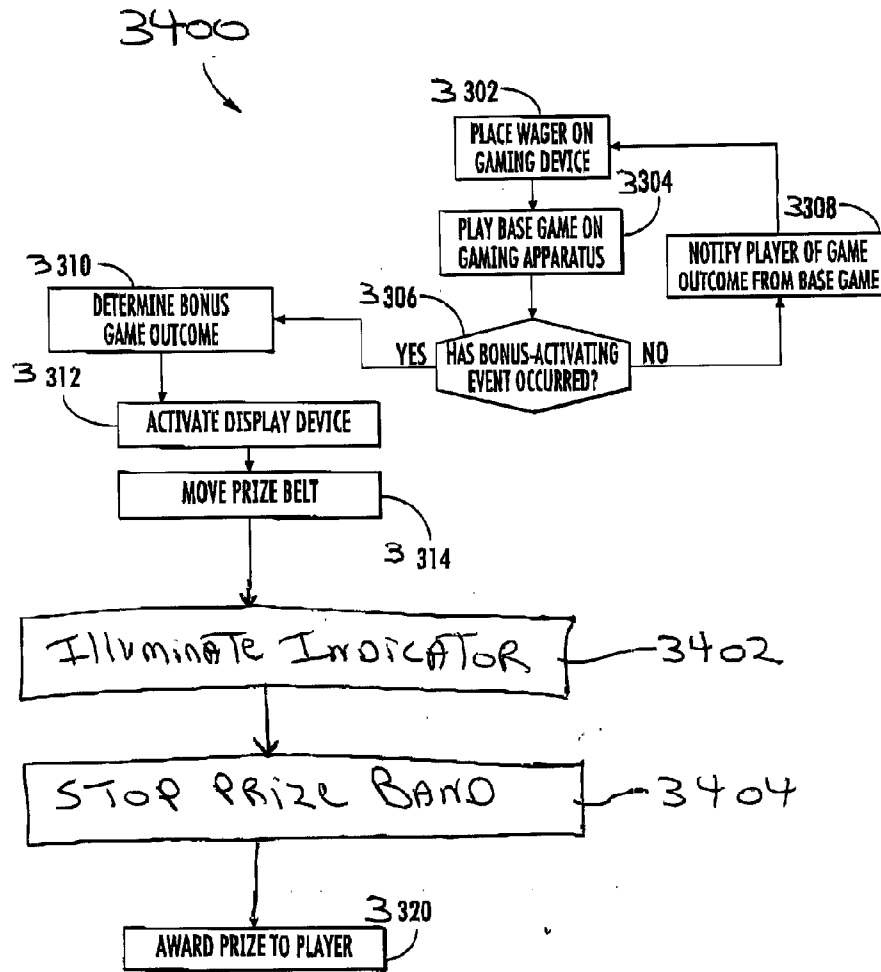 3400
3302
PLACE WAGER ON
GAMING DEVICE
3304
PLAY BASE GAME ON
GAMING APPARATUS
3308
NOTIFY PLAYER OF GAME
OUTCOME FROM BASE GAME
3306
HAS BONUS-ACTIVATING
EVENT OCCURRED?
YES
NO
3310
DETERMINE BONUS
GAME OUTCOME
3312
ACTIVATE DISPLAY DEVICE
MOVE PRIZE BELT
3314
IlluminATe IndicATOR
3402
STOP PRize BAND
3404
3320
AWARD PRIZE TO PLAYER